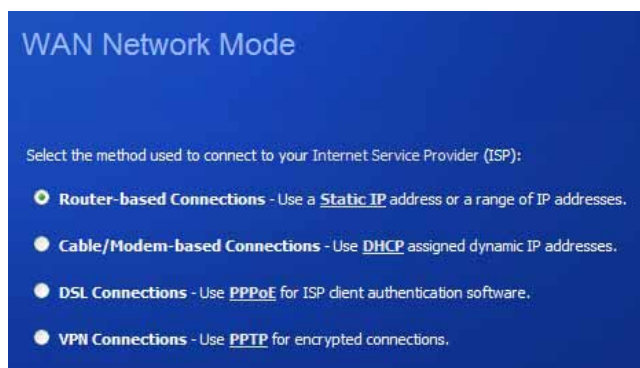 WAN Network Mode
Select the method used to connect to your Internet Service Provider (ISP):
Router-based Connections - Use a Static IP address or a range of IP addresses.
Cable/Modem-based Connections - Use DHCP assigned dynamic IP addresses.
DSL Connections - Use PPPoE for ISP client authentication software.
VPN Connections - Use PPTP for encrypted connections.